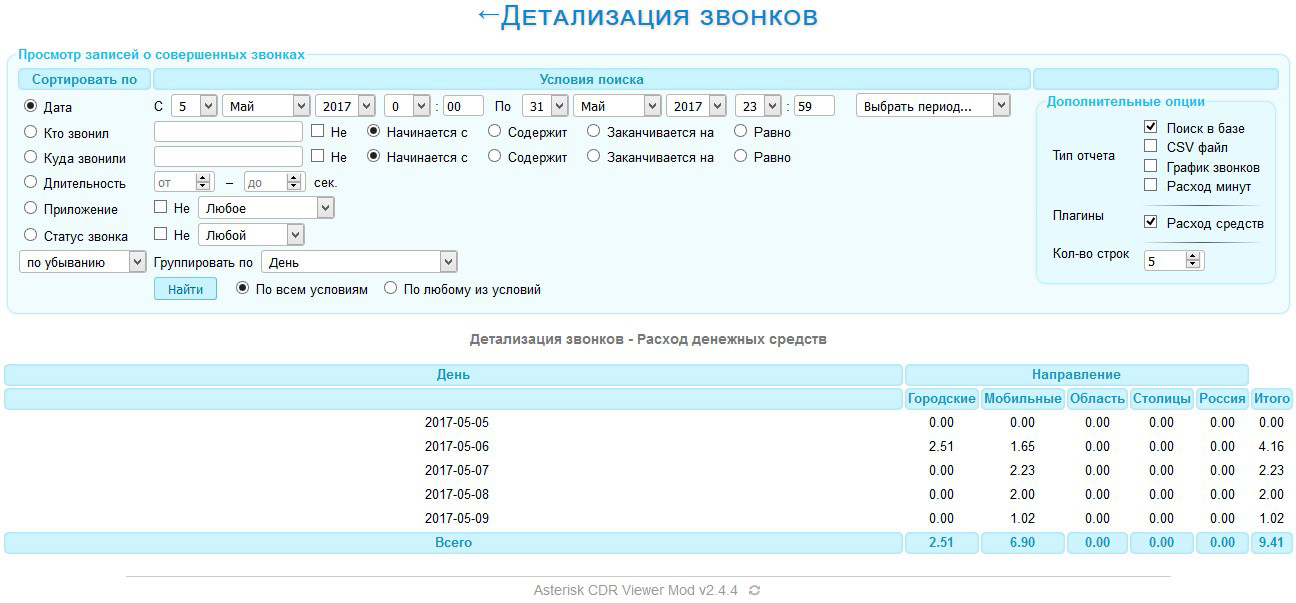 ←Детализация звонков
Просмотр записей о совершенных звонках
Сортировать по Условия поиска
Дата С 5 Май 2017 0 : 00 По 31 Май 2017 23 : 59 Выбрать период...
Кто звонил Не Начинается с Содержит Заканчивается на Равно
Куда звонили Не Начинается с Содержит Заканчивается на Равно
Длительность от – до сек.
Приложение Не Любое
Статус звонка Не Любой
по убыванию Группировать по День
Найти По всем условиям По любому из условий
Дополнительные опции
Тип отчета
Поиск в базе
CSV файл
График звонков
Расход минут
Плагины Расход средств
Кол-во строк 5
Детализация звонков - Расход денежных средств
День Направление
Городские Мобильные Область Столицы Россия Итого
2017-05-05 0.00 0.00 0.00 0.00 0.00 0.00
2017-05-06 2.51 1.65 0.00 0.00 0.00 4.16
2017-05-07 0.00 2.23 0.00 0.00 0.00 2.23
2017-05-08 0.00 2.00 0.00 0.00 0.00 2.00
2017-05-09 0.00 1.02 0.00 0.00 0.00 1.02
Всего 2.51 6.90 0.00 0.00 0.00 9.41
Asterisk CDR Viewer Mod v2.4.4